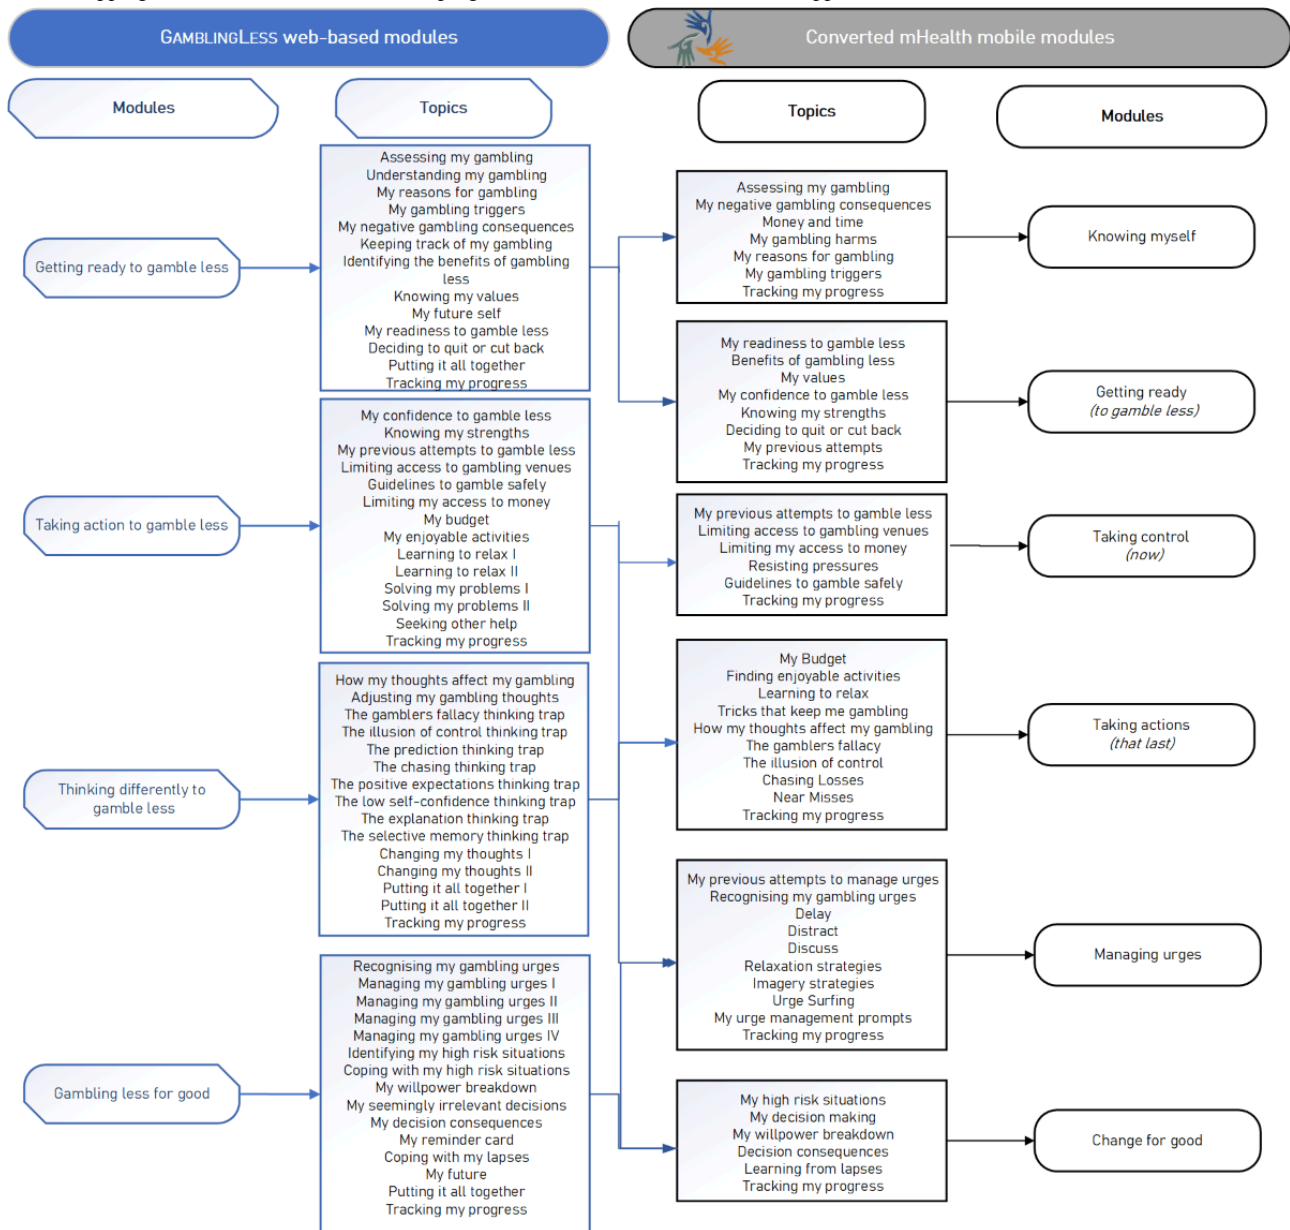 GAMBLINGLESS web-based modules
Converted mHealth mobile modules
Modules
Topics
Topics
Modules
Getting ready to gamble less
Assessing my gambling
Understanding my gambling
My reasons for gambling
My gambling triggers
My negative gambling consequences
Keeping track of my gambling
Identifying the benefits of gambling
less
Knowing my values
My future self
My readiness to gamble less
Deciding to quit or cut back
Putting it all together
Tracking my progress
Assessing my gambling
My negative gambling consequences
Money and time
My gambling harms
My reasons for gambling
My gambling triggers
Tracking my progress
Knowing myself
My readiness to gamble less
Benefits of gambling less
My values
My confidence to gamble less
Knowing my strengths
Deciding to quit or cut back
My previous attempts
Tracking my progress
Getting ready
(to gamble less)
Taking action to gamble less
My confidence to gamble less
Knowing my strengths
My previous attempts to gamble less
Limiting access to gambling venues
Guidelines to gamble safely
Limiting my access to money
My budget
My enjoyable activities
Learning to relax I
Learning to relax II
Solving my problems I
Solving my problems II
Seeking other help
Tracking my progress
My previous attempts to gamble less
Limiting access to gambling venues
Limiting my access to money
Resisting pressures
Guidelines to gamble safely
Tracking my progress
Taking control
(now)
Thinking differently to
gamble less
How my thoughts affect my gambling
Adjusting my gambling thoughts
The gamblers fallacy thinking trap
The illusion of control thinking trap
The prediction thinking trap
The chasing thinking trap
The positive expectations thinking trap
The low self-confidence thinking trap
The explanation thinking trap
The selective memory thinking trap
Changing my thoughts I
Changing my thoughts II
Putting it all together I
Putting it all together II
Tracking my progress
My Budget
Finding enjoyable activities
Learning to relax
Tricks that keep me gambling
How my thoughts affect my gambling
The gamblers fallacy
The illusion of control
Chasing Losses
Near Misses
Tracking my progress
Taking actions
(that last)
My previous attempts to manage urges
Recognising my gambling urges
Delay
Distract
Discuss
Relaxation strategies
Imagery strategies
Urge Surfing
My urge management prompts
Tracking my progress
Managing urges
Gambling less for good
Recognising my gambling urges
Managing my gambling urges I
Managing my gambling urges II
Managing my gambling urges III
Managing my gambling urges IV
Identifying my high risk situations
Coping with my high risk situations
My willpower breakdown
My seemingly irrelevant decisions
My decision consequences
My reminder card
Coping with my lapses
My future
Putting it all together
Tracking my progress
My high risk situations
My decision making
My willpower breakdown
Decision consequences
Learning from lapses
Tracking my progress
Change for good